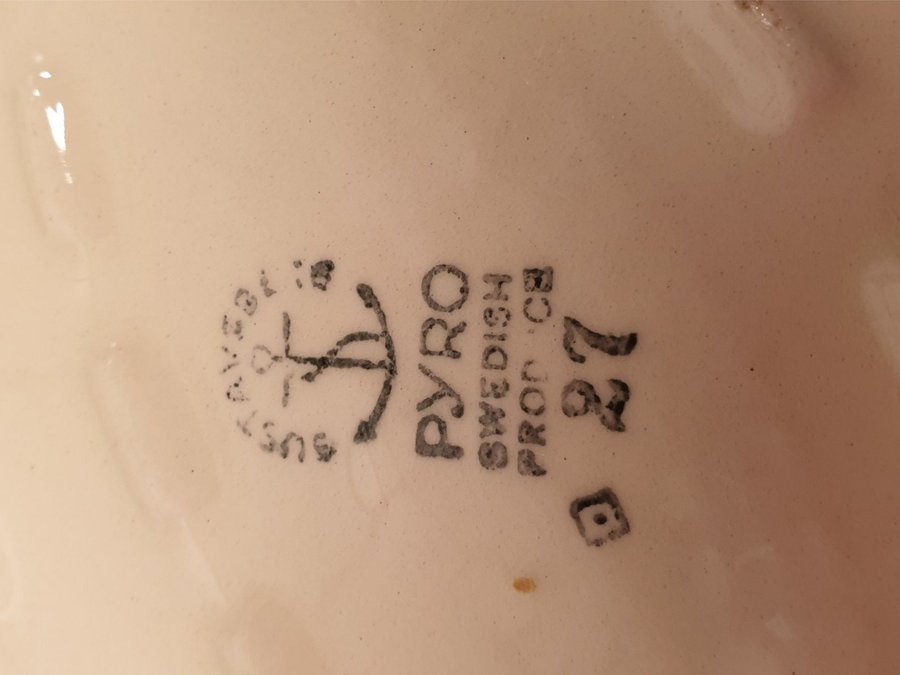 GUSTAVSBERG
PYRO
SWEDISH
PRODUCE
27